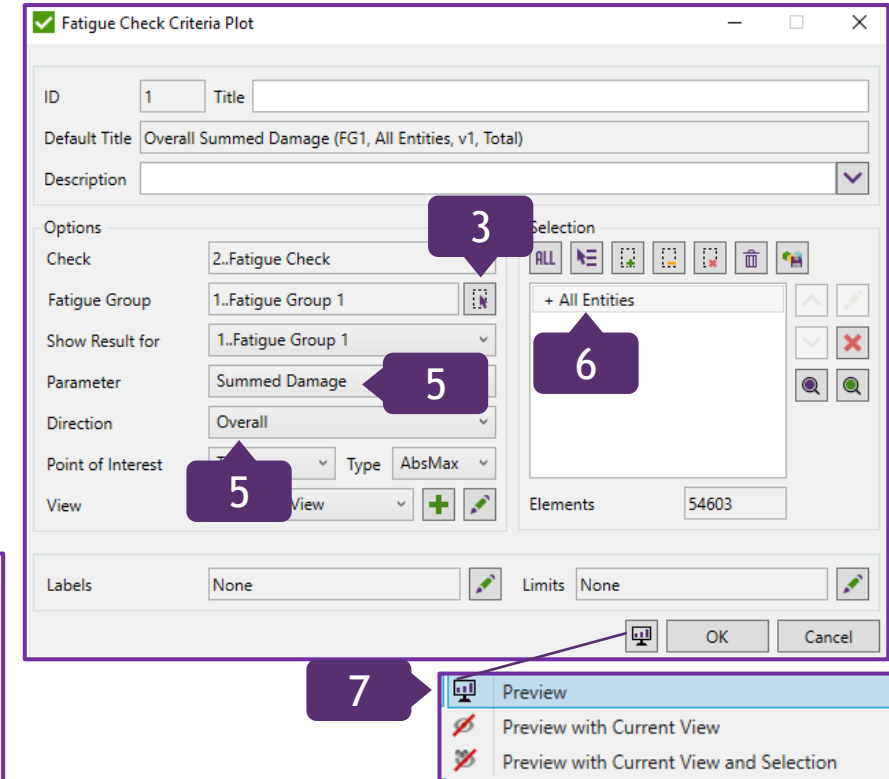 Fatigue Check Criteria Plot
ID 1 Title
Default Title Overall Summed Damage (FG1, All Entities, v1, Total)
Description
Options
3
Selection
Check 2..Fatigue Check
ALL
Fatigue Group 1..Fatigue Group 1
+ All Entities
Show Result for 1..Fatigue Group 1
6
Parameter Summed Damage
5
Direction Overall
Point of Interest Type AbsMax
5
View View
Elements 54603
Labels None
Limits None
OK Cancel
7
Preview
Preview with Current View
Preview with Current View and Selection